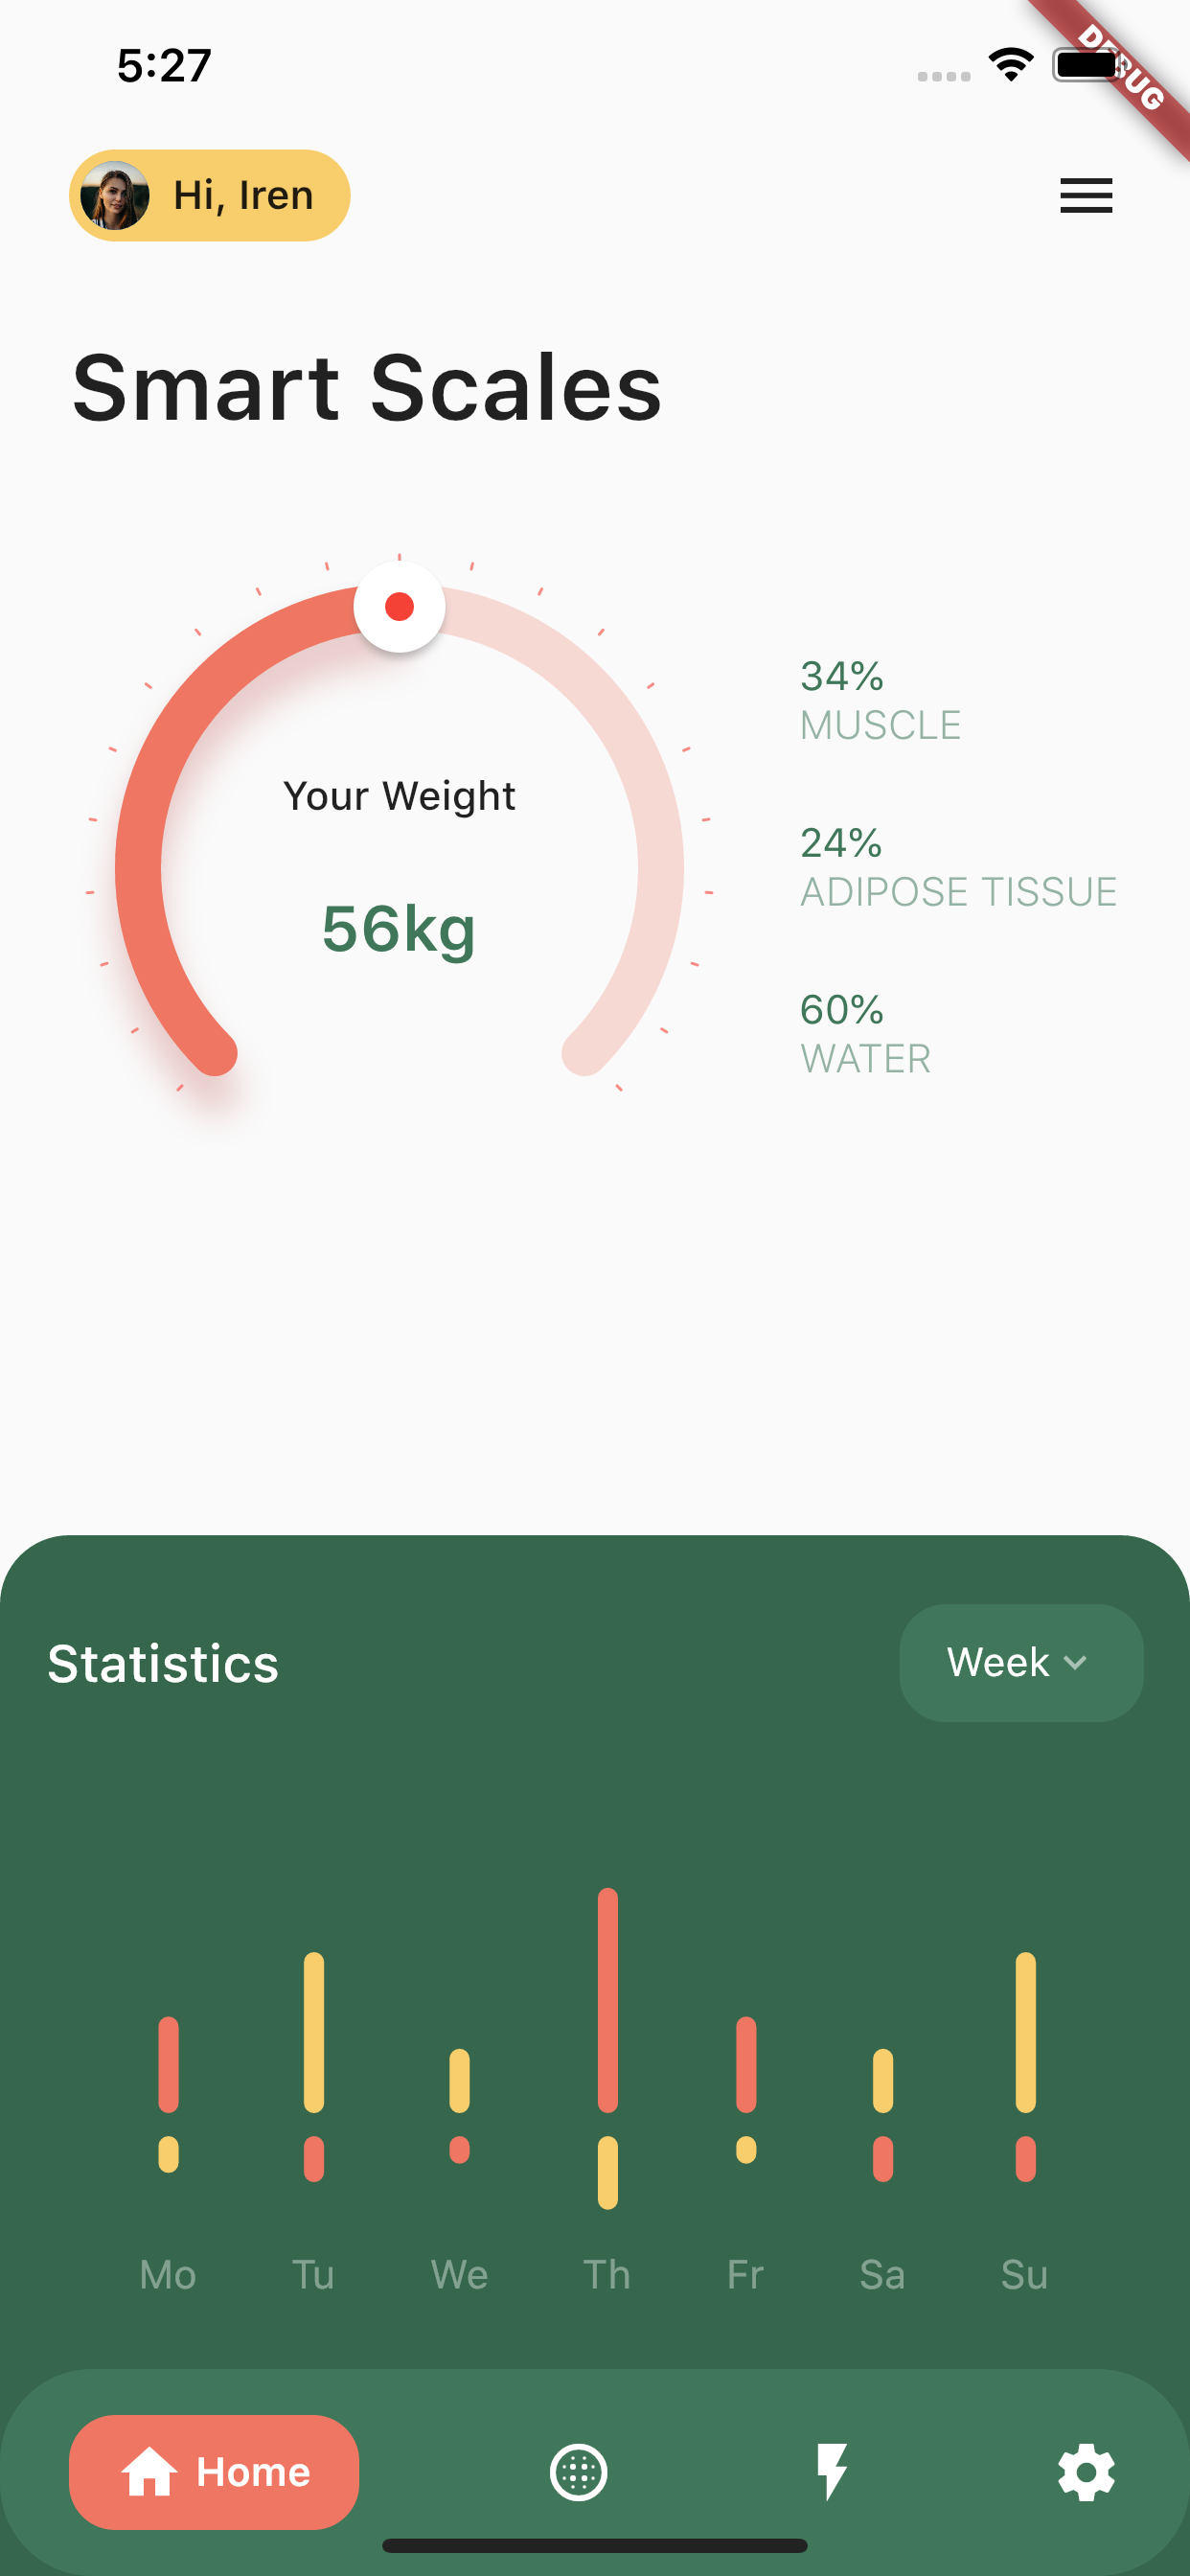 5:27
DEBUG
Hi, Iren
Smart Scales
Your Weight
56kg
34%
MUSCLE
24%
ADIPOSE TISSUE
60%
WATER
Statistics
Week
Mo Tu We Th Fr Sa Su
Home